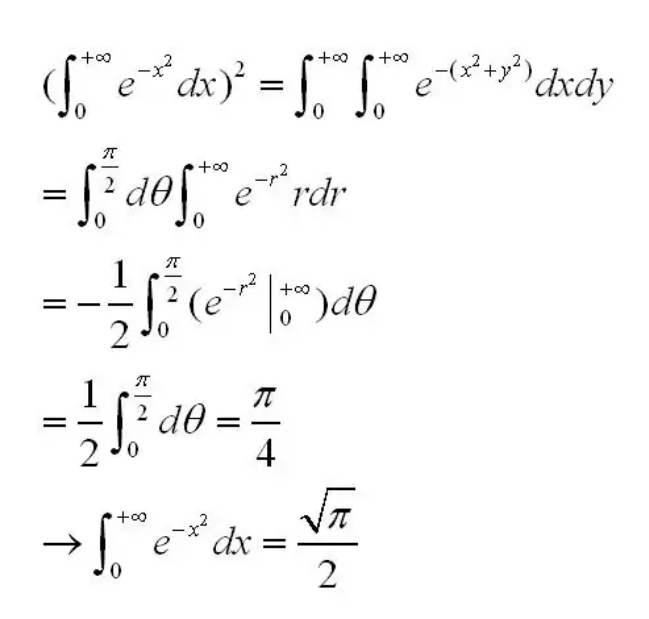 (∫₀^{+∞} e^{-x²} dx)² = ∫₀^{+∞} ∫₀^{+∞} e^{-(x²+y²)} dxdy
= ∫₀^{π/2} dθ ∫₀^{+∞} e^{-r²} rdr
= -1/2 ∫₀^{π/2} (e^{-r²} |₀^{+∞}) dθ
= 1/2 ∫₀^{π/2} dθ = π/4
→ ∫₀^{+∞} e^{-x²} dx = √π/2